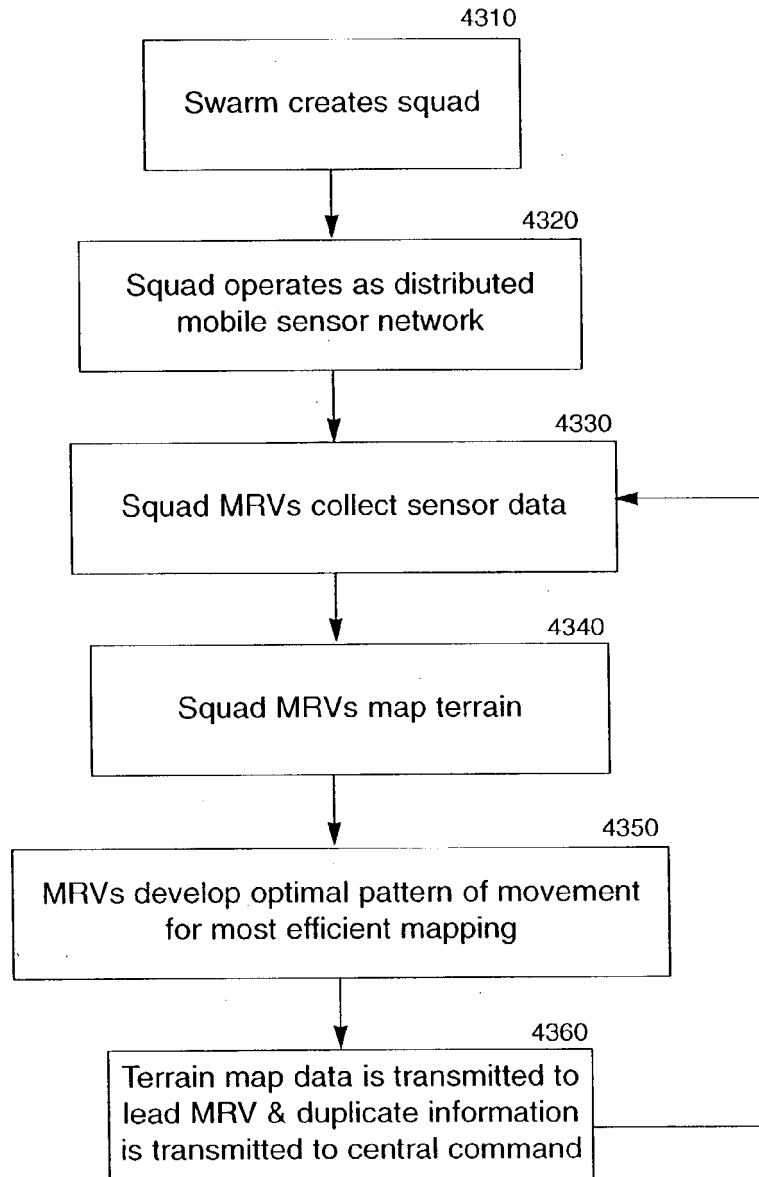 4310
Swarm creates squad
4320
Squad operates as distributed
mobile sensor network
4330
Squad MRVs collect sensor data
4340
Squad MRVs map terrain
4350
MRVs develop optimal pattern of movement
for most efficient mapping
4360
Terrain map data is transmitted to
lead MRV & duplicate information
is transmitted to central command